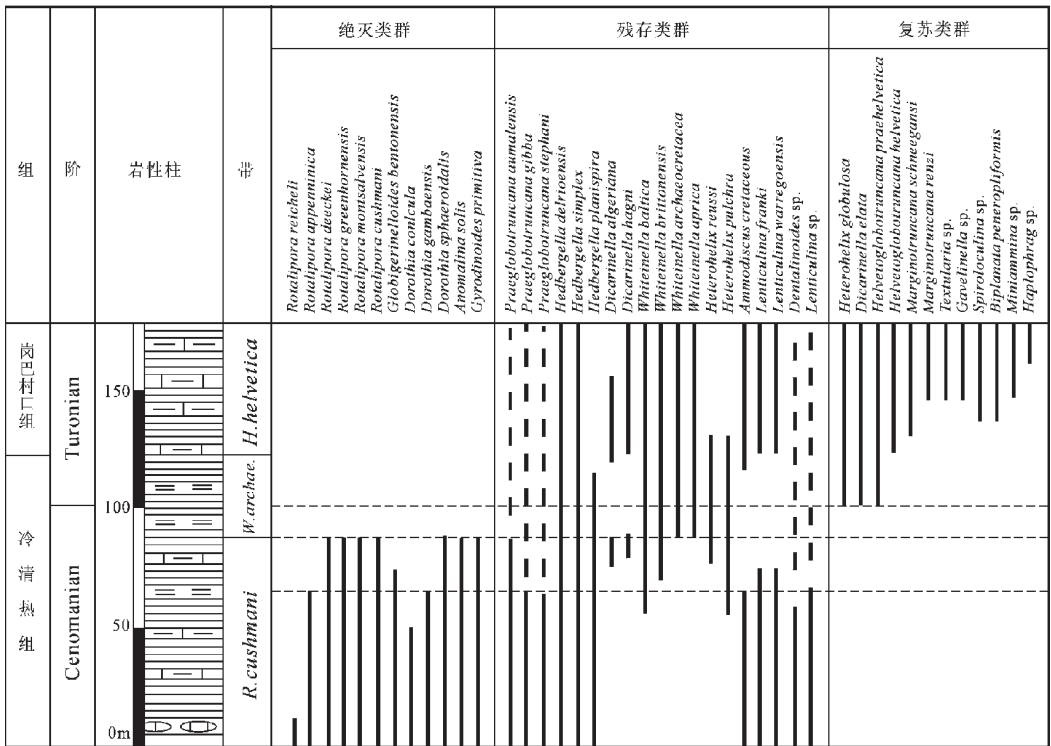 绝灭类群
残存类群
复苏类群
组
阶
岩性柱
带
Rotalipora reicheli
Rotalipora appenninica
Rotalipora deeckei
Rotalipora greenhornensis
Rotalipora montsalvensis
Rotalipora cushmani
Globigerinelloides bentonensis
Dorothia conicula
Dorothia gambaensis
Dorothia sphaeroidalis
Anomalina solis
Gyrodinoides primitiva
Praeglobotruncana aumalensis
Praeglobotruncana gibba
Praeglobotruncana stephani
Hedbergella delrioensis
Hedbergella simplex
Hedbergella planispira
Dicarinella algeriana
Dicarinella hagni
Whiteinella baltica
Whiteinella brittonensis
Whiteinella archaeocretacea
Whiteinella aprica
Heterohelix reussi
Heterohelix pulchra
Ammodiscus cretaceous
Lenticulina franki
Lenticulina warregoensis
Dentalinoides sp.
Lenticulina sp.
Heterohelix globulosa
Dicarinella elata
Helvetoglobotruncana praehelvetica
Helvetoglobotruncana helvetica
Marginotruncana schneegansi
Marginotruncana renzi
Textularia sp.
Gavelinella sp.
Spiroloculina sp.
Biplanata peneropliformis
Miniammina sp.
Haplophrag sp.
岗巴村口组
冷清热组
Turonian
Cenomanian
150
100
50
0m
H.helvetica
W.archae.
R.cushmani